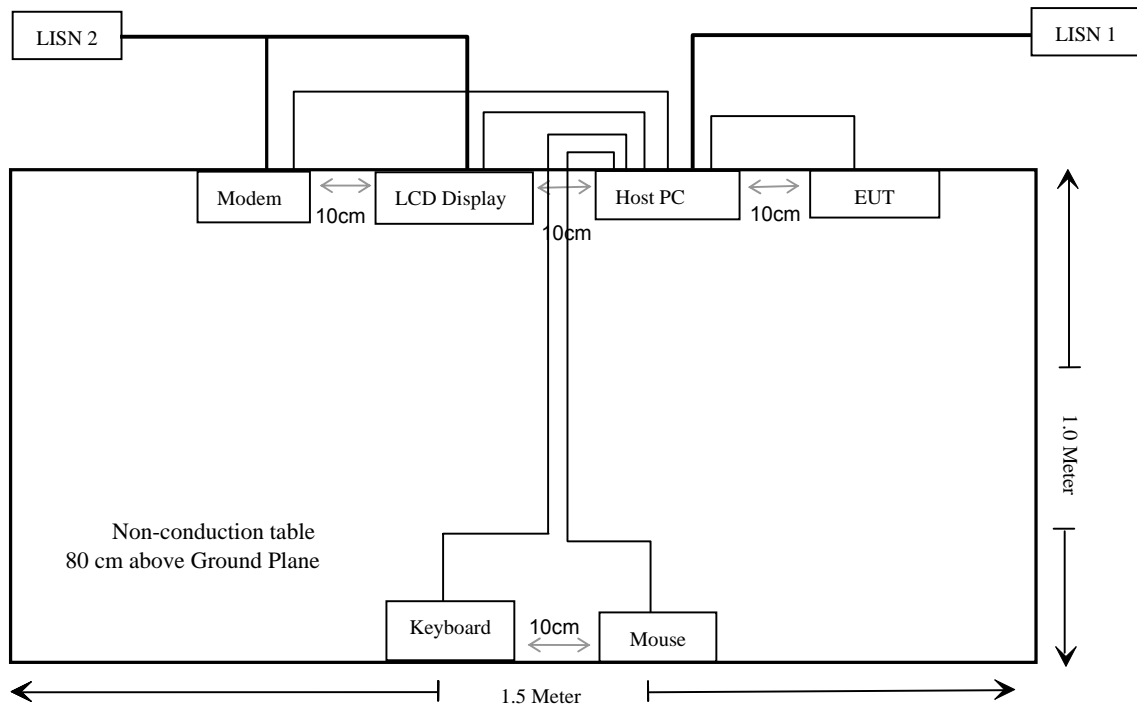 LISN 2
LISN 1
Modem
LCD Display
Host PC
EUT
10cm
10cm
10cm
1.0 Meter
Non-conduction table
80 cm above Ground Plane
Keyboard
10cm
Mouse
1.5 Meter